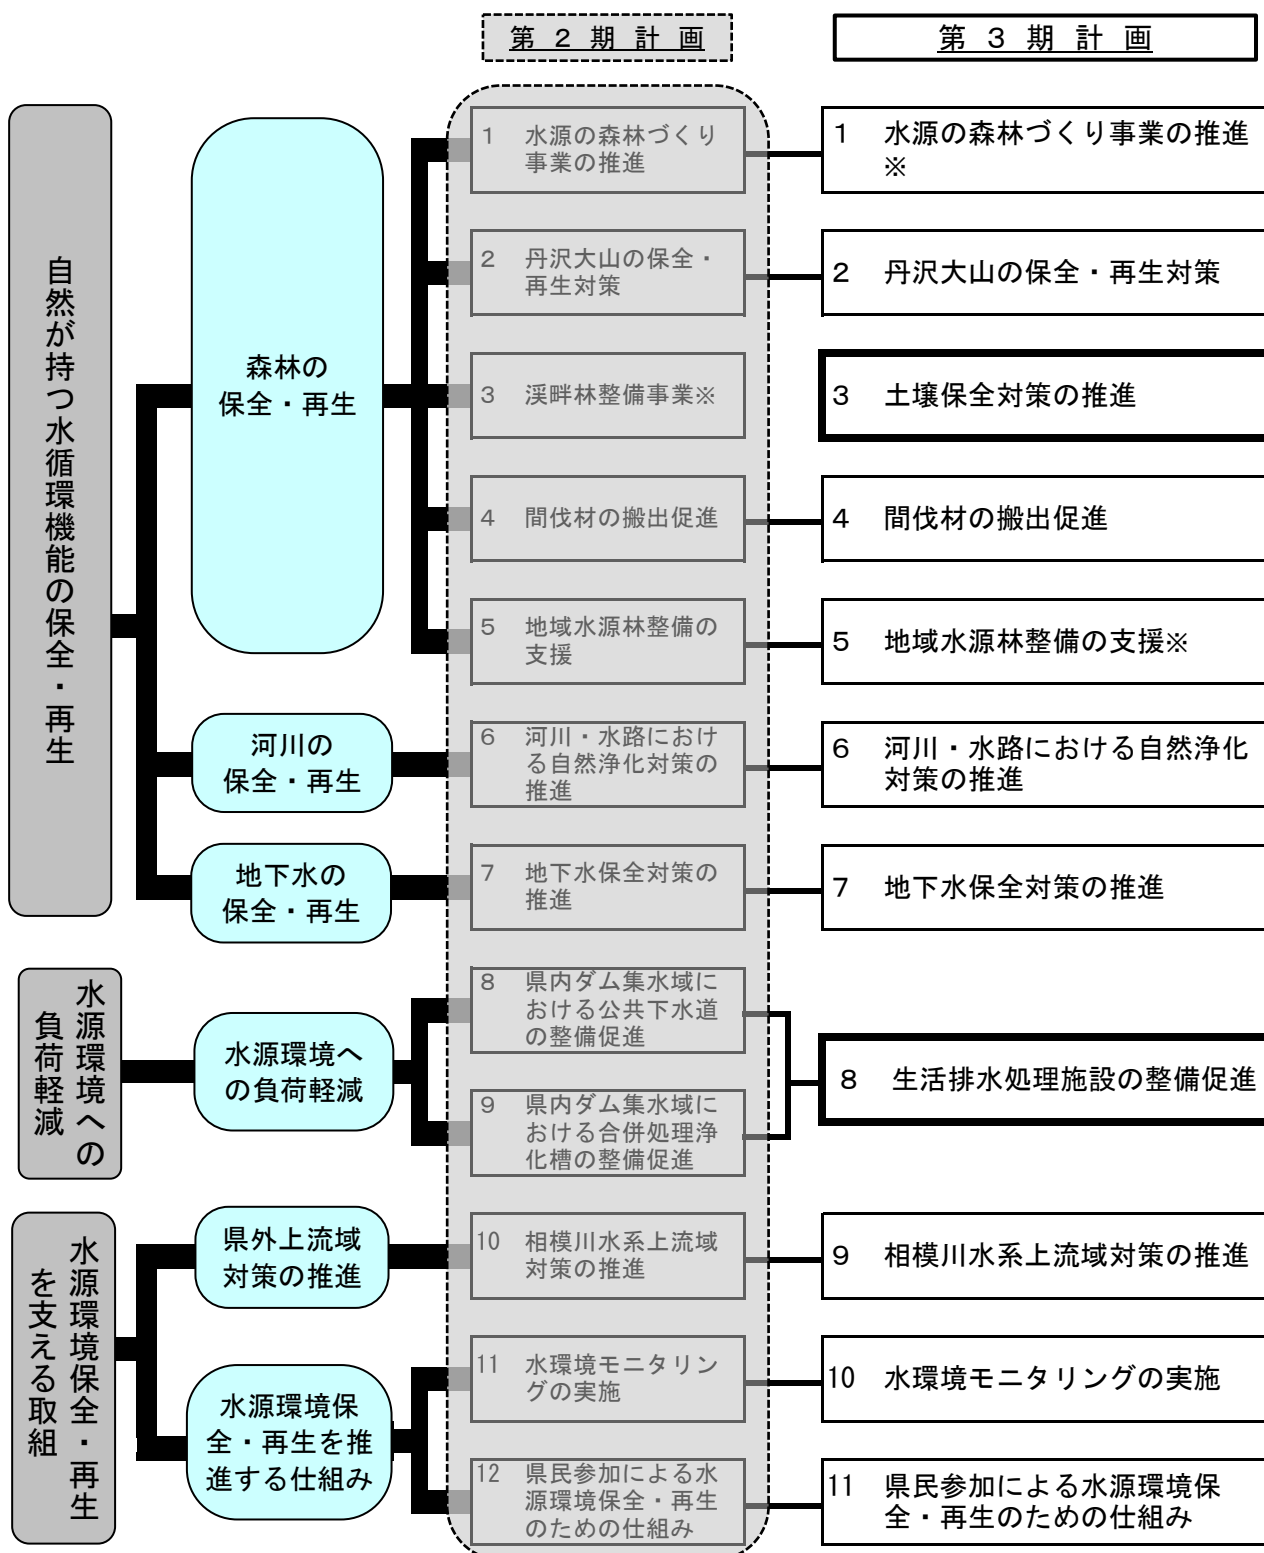 第２期計画
第３期計画
自然が持つ水循環機能の保全・再生
森林の
保全・再生
1 水源の森林づくり
事業の推進
1 水源の森林づくり事業の推進
※
2 丹沢大山の保全・
再生対策
2 丹沢大山の保全・再生対策
3 渓畔林整備事業※
3 土壌保全対策の推進
4 間伐材の搬出促進
4 間伐材の搬出促進
5 地域水源林整備の
支援
5 地域水源林整備の支援※
河川の
保全・再生
6 河川・水路におけ
る自然浄化対策の
推進
6 河川・水路における自然浄化
対策の推進
地下水の
保全・再生
7 地下水保全対策の
推進
7 地下水保全対策の推進
水源環境への
負荷軽減
水源環境へ
の負荷軽減
8 県内ダム集水域に
おける公共下水道
の整備促進
9 県内ダム集水域に
おける合併処理浄
化槽の整備促進
8 生活排水処理施設の整備促進
水源環境保全・再生
を支える取組
県外上流域
対策の推進
10 相模川水系上流域
対策の推進
9 相模川水系上流域対策の推進
水源環境保
全・再生を推
進する仕組み
11 水環境モニタリン
グの実施
10 水環境モニタリングの実施
12 県民参加による水
源環境保全・再生
のための仕組み
11 県民参加による水源環境保
全・再生のための仕組み